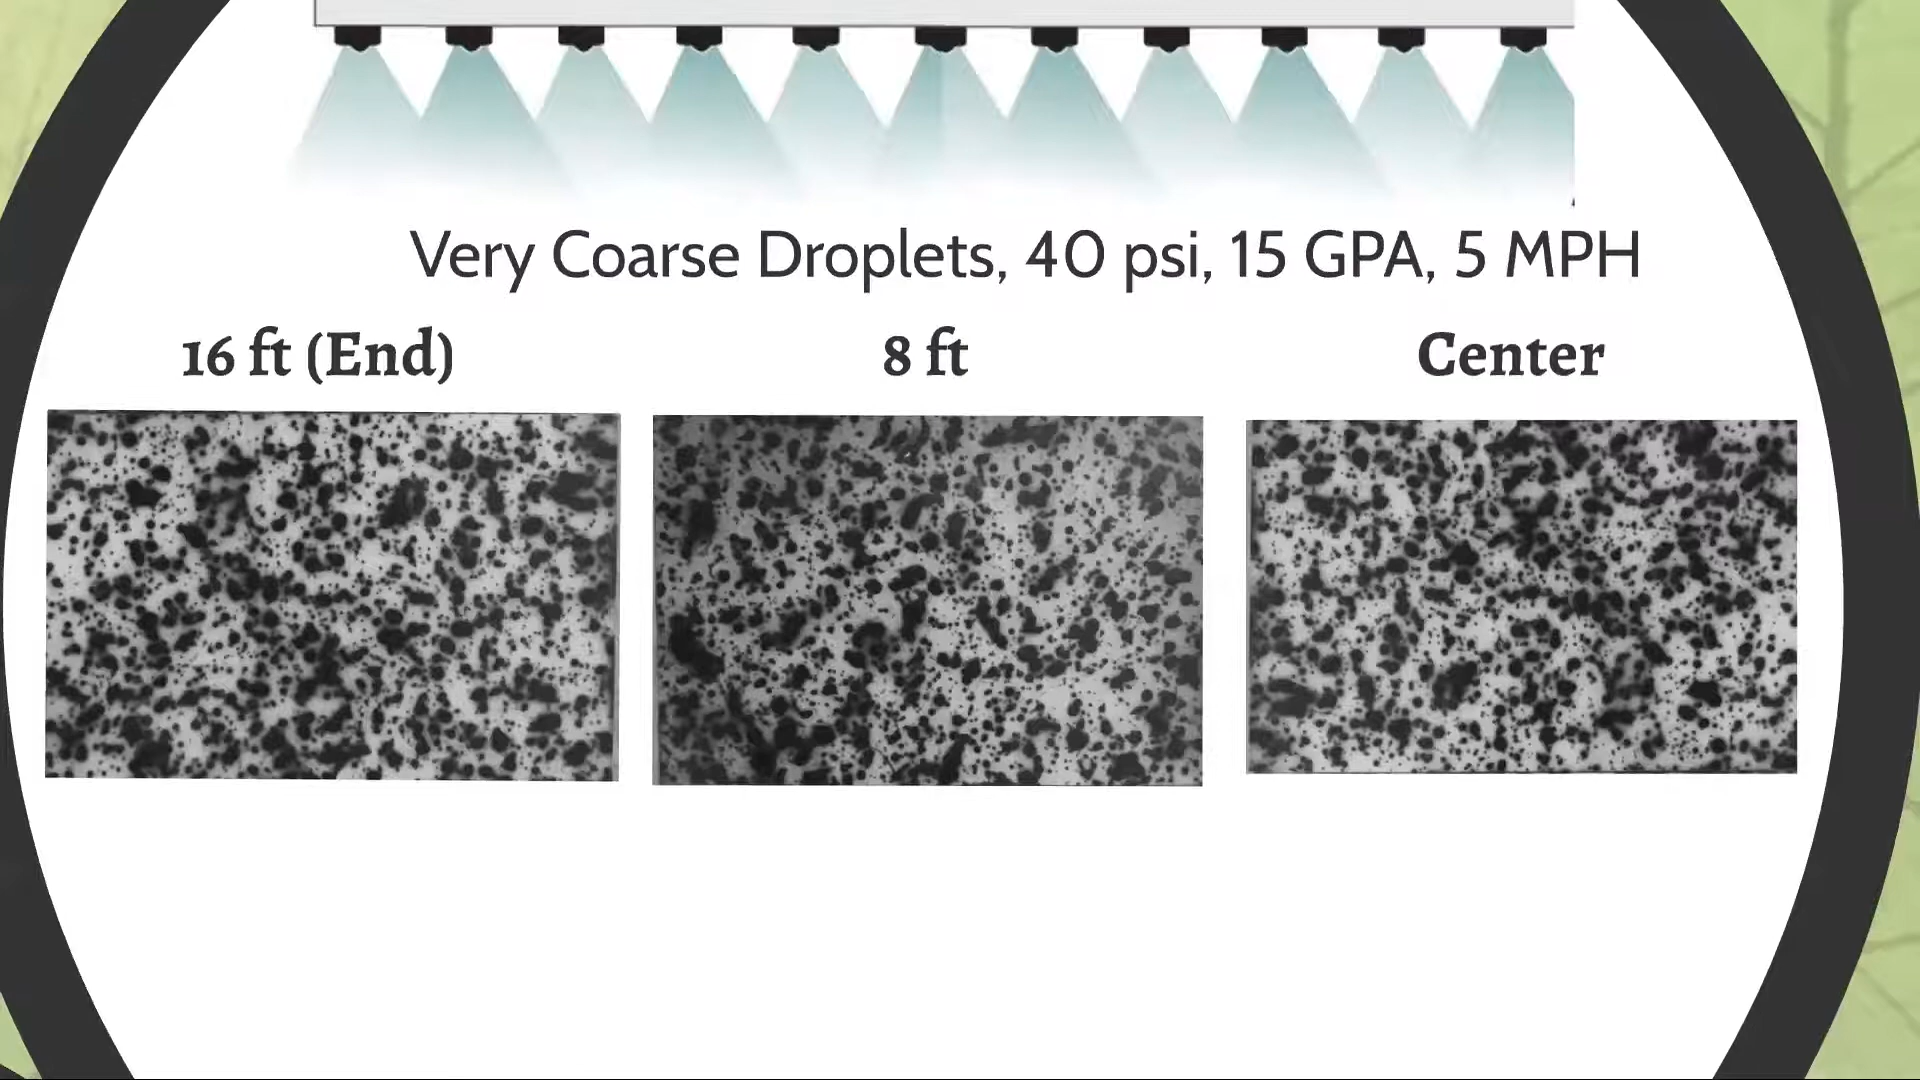 Very Coarse Droplets, 40 psi, 15 GPA, 5 MPH
16 ft (End)
8 ft
Center